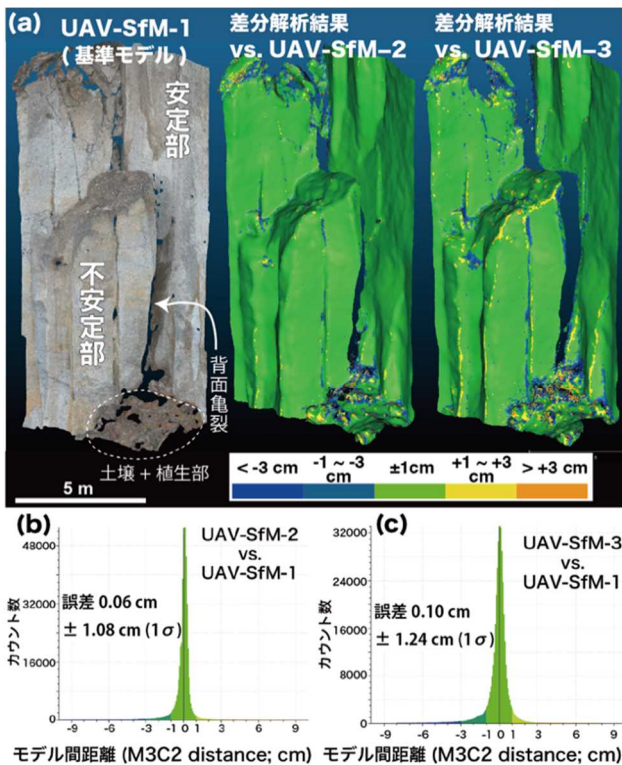 (a)
UAV-SfM-1
(基準モデル)
差分解析結果
vs. UAV-SfM-2
差分解析結果
vs. UAV-SfM-3
安定部
不安定部
背面亀裂
土壌 + 植生部
5 m
< -3 cm
-1 ~ -3
cm
±1cm
+1 ~ +3
cm
> +3 cm
(b)
UAV-SfM-2
vs.
UAV-SfM-1
誤差 0.06 cm
± 1.08 cm (1σ)
カウント数
48000
32000
16000
0
-9 -6 -3 -1 0 1 3 6 9
モデル間距離 (M3C2 distance; cm)
(c)
UAV-SfM-3
vs.
UAV-SfM-1
誤差 0.10 cm
± 1.24 cm (1σ)
カウント数
32000
24000
16000
8000
0
-9 -6 -3 -1 0 1 3 6 9
モデル間距離 (M3C2 distance; cm)